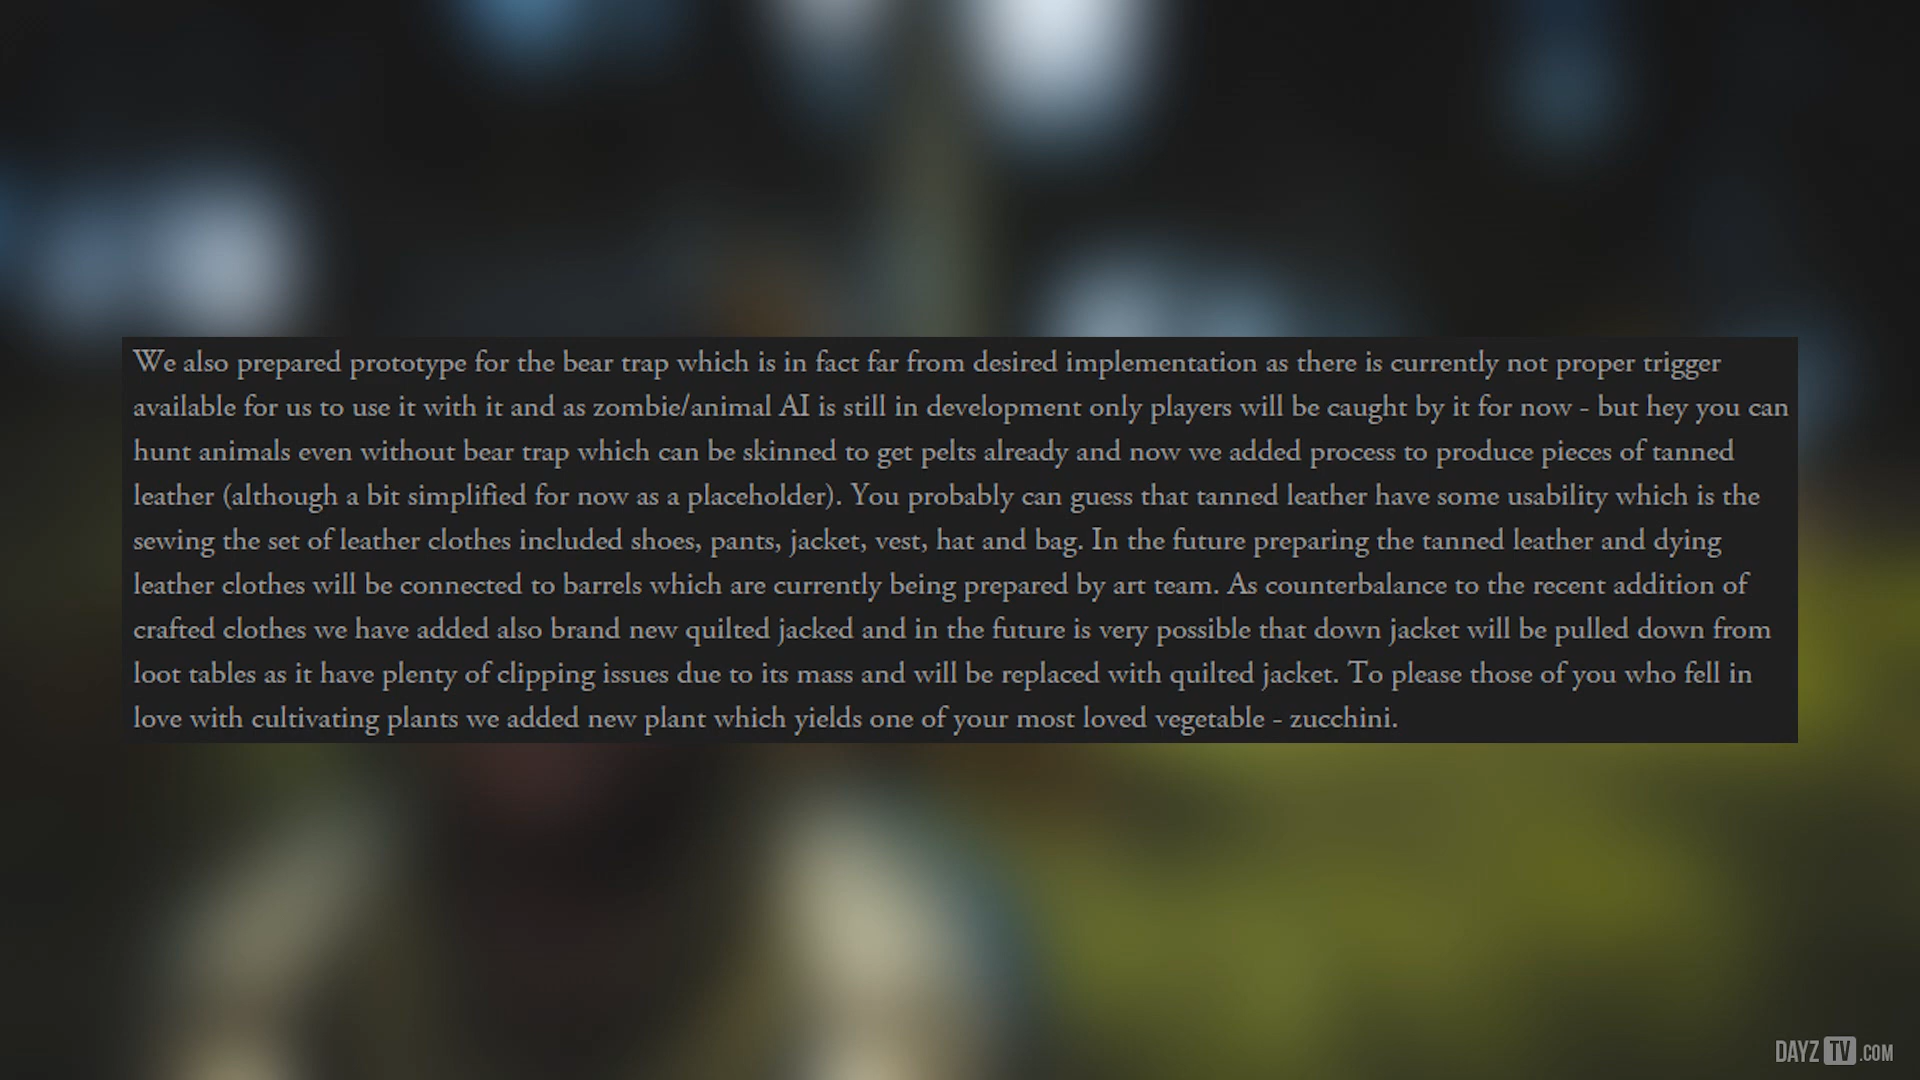 We also prepared prototype for the bear trap which is in fact far from desired implementation as there is currently not proper trigger
available for us to use it with it and as zombie/animal AI is still in development only players will be caught by it for now - but hey you can
hunt animals even without bear trap which can be skinned to get pelts already and now we added process to produce pieces of tanned
leather (although a bit simplified for now as a placeholder). You probably can guess that tanned leather have some usability which is the
sewing the set of leather clothes included shoes, pants, jacket, vest, hat and bag. In the future preparing the tanned leather and dying
leather clothes will be connected to barrels which are currently being prepared by art team. As counterbalance to the recent addition of
crafted clothes we have added also brand new quilted jacked and in the future is very possible that down jacket will be pulled down from
loot tables as it have plenty of clipping issues due to its mass and will be replaced with quilted jacket. To please those of you who fell in
love with cultivating plants we added new plant which yields one of your most loved vegetable - zucchini.
DAYZ TV .COM